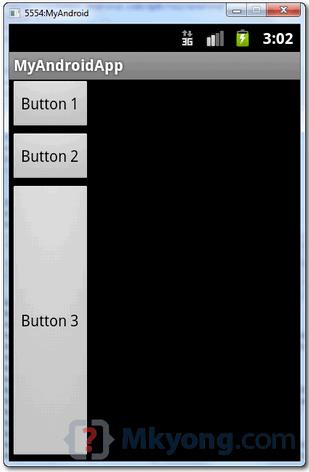 5554:MyAndroid
3G
3:02
MyAndroidApp
Button 1
Button 2
Button 3
{?} Mkyong.com